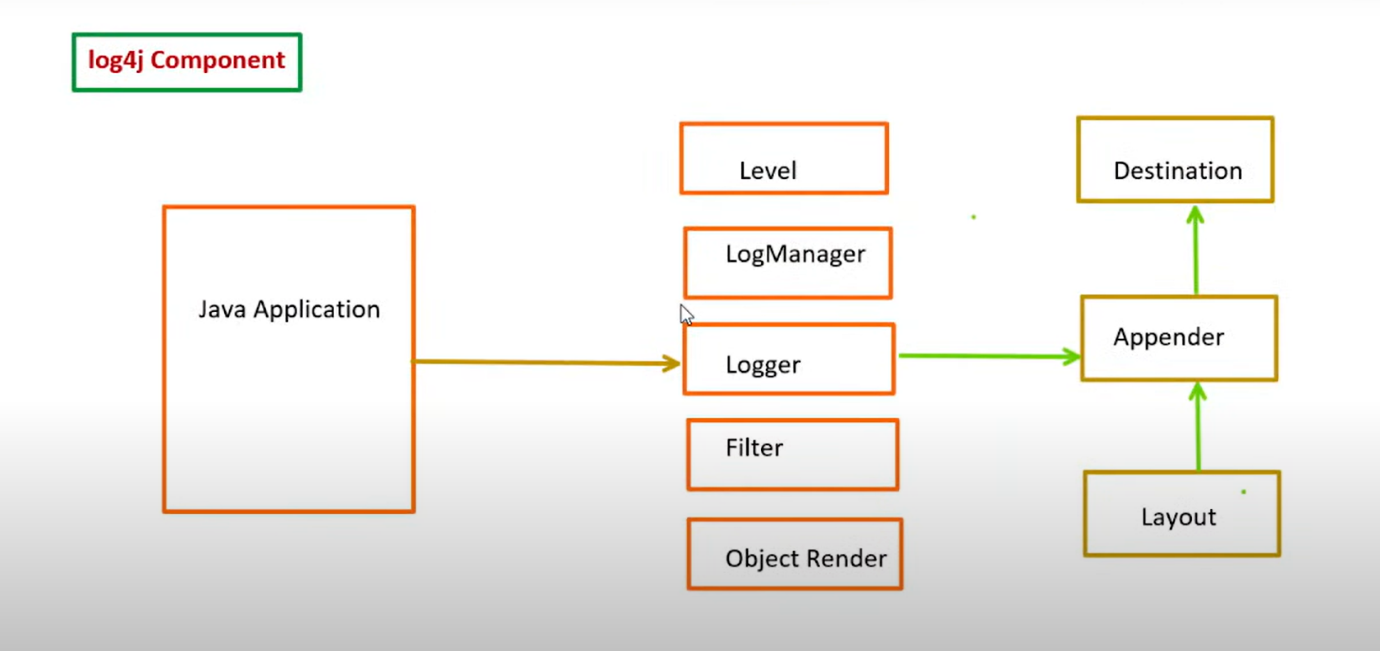 log4j Component
Level
Destination
LogManager
Java Application
Appender
Logger
Filter
Layout
Object Render